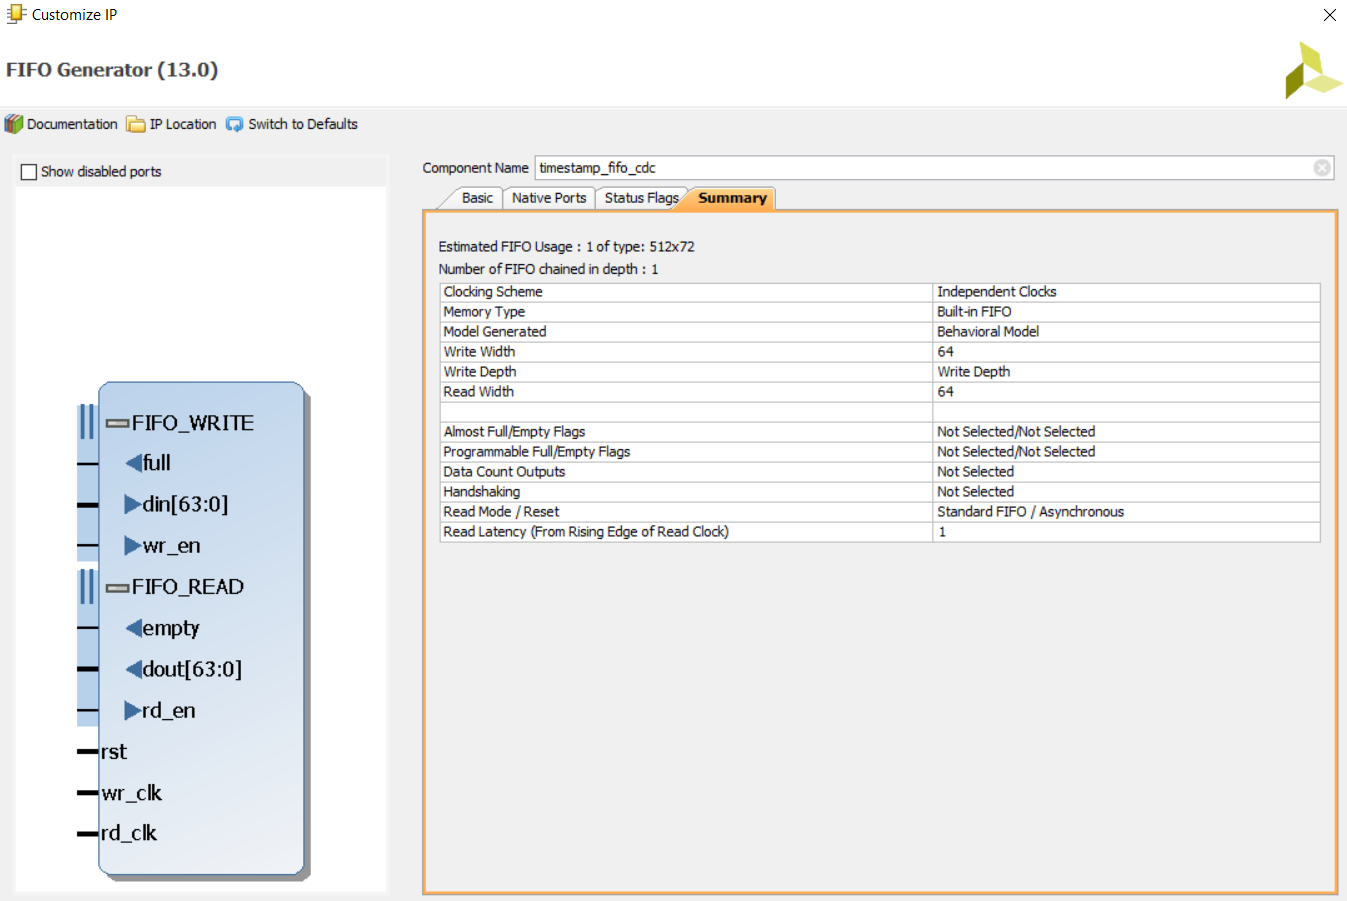 Customize IP
FIFO Generator (13.0)
Documentation IP Location Switch to Defaults
Show disabled ports
FIFO_WRITE
full
din[63:0]
wr_en
FIFO_READ
empty
dout[63:0]
rd_en
rst
wr_clk
rd_clk
Component Name timestamp_fifo_cdc
Basic Native Ports Status Flags Summary
Estimated FIFO Usage : 1 of type: 512x72
Number of FIFO chained in depth : 1
Clocking Scheme Independent Clocks
Memory Type Built-in FIFO
Model Generated Behavioral Model
Write Width 64
Write Depth Write Depth
Read Width 64
Almost Full/Empty Flags Not Selected/Not Selected
Programmable Full/Empty Flags Not Selected/Not Selected
Data Count Outputs Not Selected
Handshaking Not Selected
Read Mode / Reset Standard FIFO / Asynchronous
Read Latency (From Rising Edge of Read Clock) 1